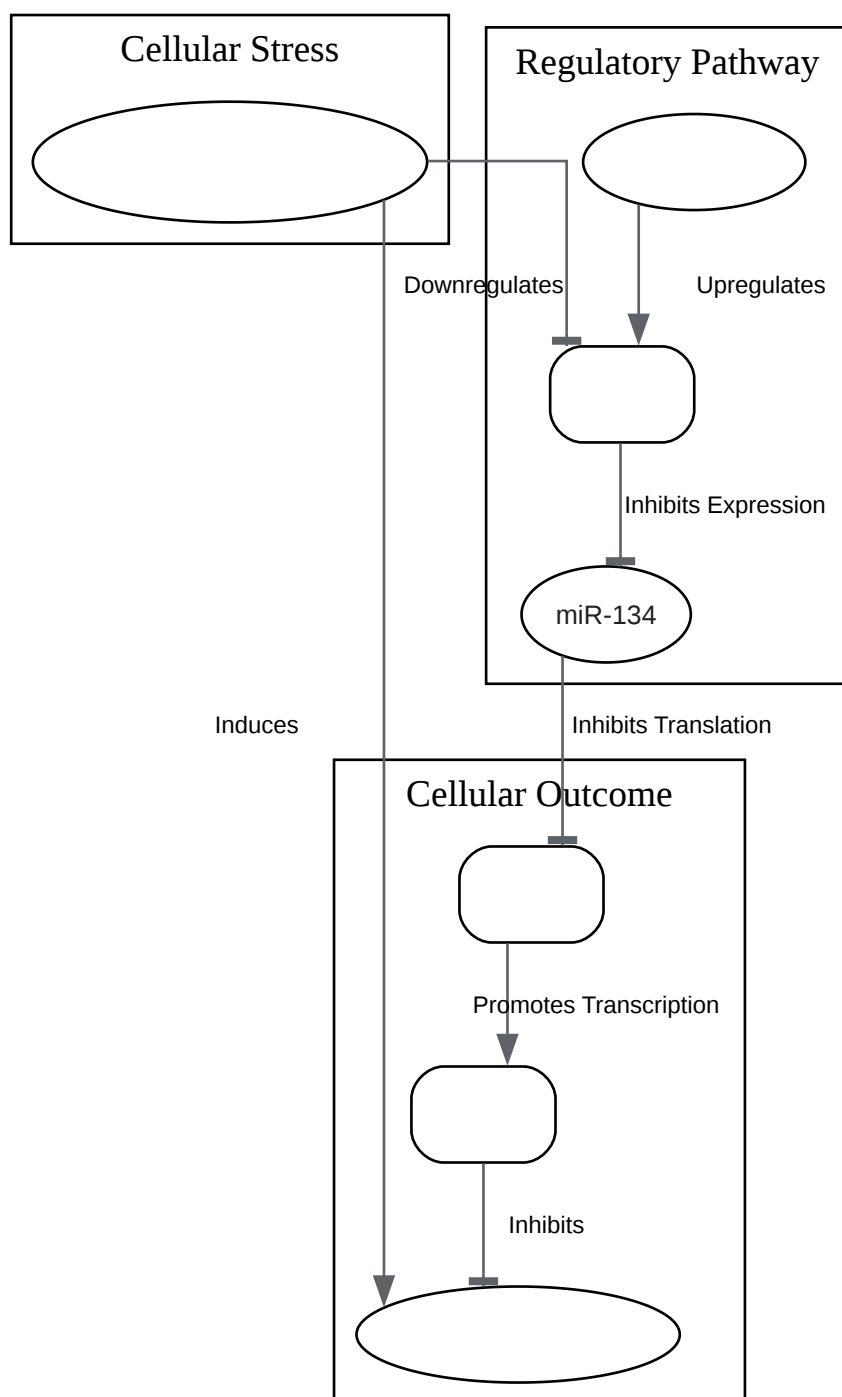 Cellular Stress
Regulatory Pathway
Downregulates
Upregulates
Inhibits Expression
miR-134
Induces
Inhibits Translation
Cellular Outcome
Promotes Transcription
Inhibits